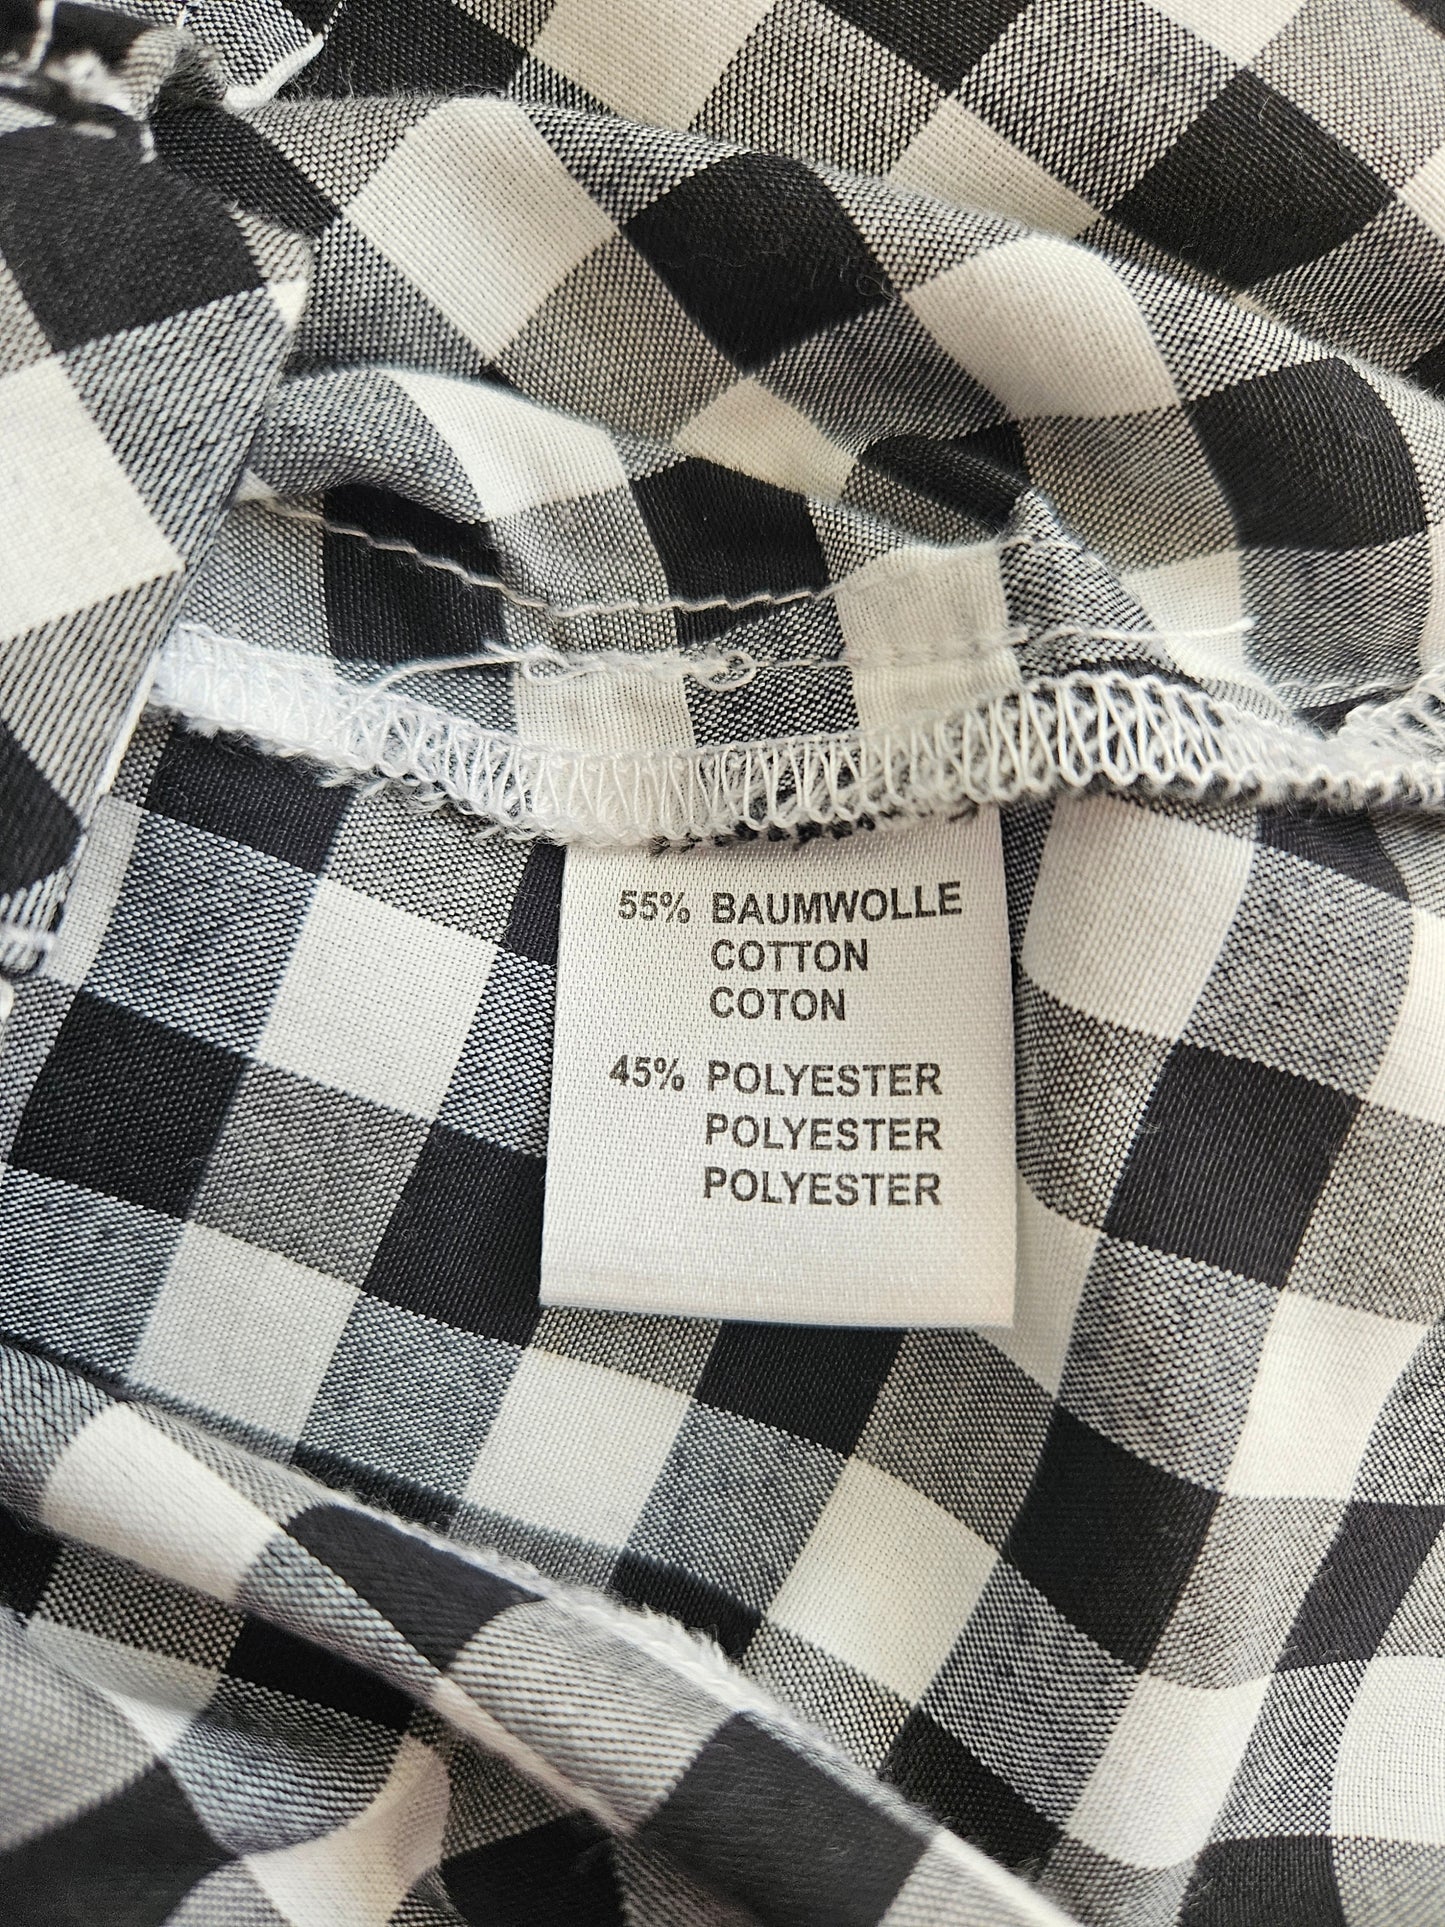 55% BAUMWOLLE
COTTON
COTON
45% POLYESTER
POLYESTER
POLYESTER